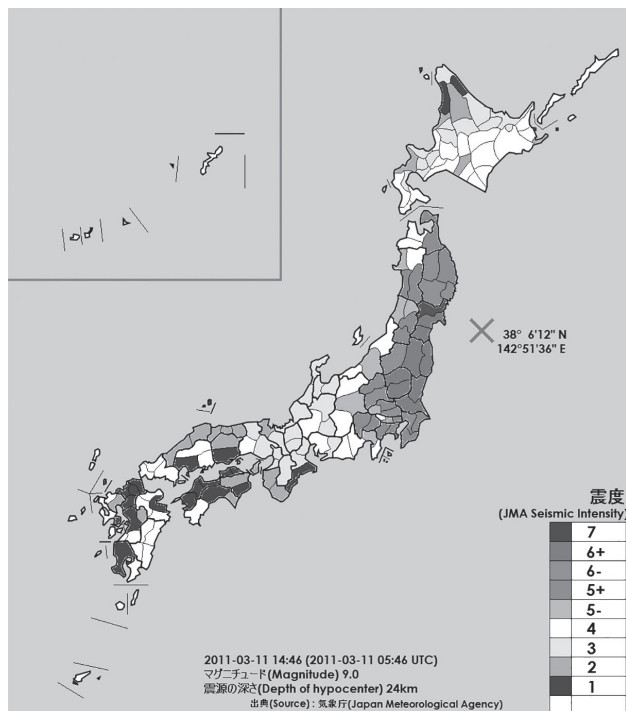 38° 6'12" N
142°51'36" E
震度
(JMA Seismic Intensity)
7
6+
6-
5+
5-
4
3
2
1
2011-03-11 14:46 (2011-03-11 05:46 UTC)
マグニチュード(Magnitude) 9.0
震源の深さ(Depth of hypocenter) 24km
出典(Source) : 気象庁(Japan Meteorological Agency)